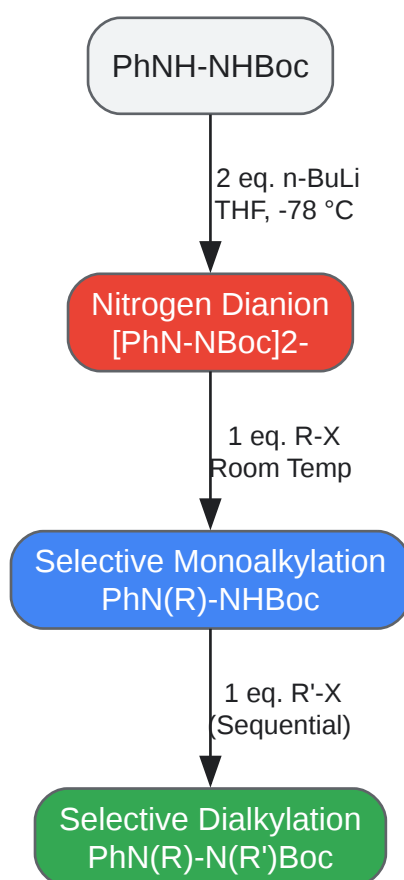 PhNH-NHBoc
2 eq. n-BuLi
THF, -78 °C
Nitrogen Dianion
[PhN-NBoc]2-
1 eq. R-X
Room Temp
Selective Monoalkylation
PhN(R)-NHBoc
1 eq. R'-X
(Sequential)
Selective Dialkylation
PhN(R)-N(R')Boc